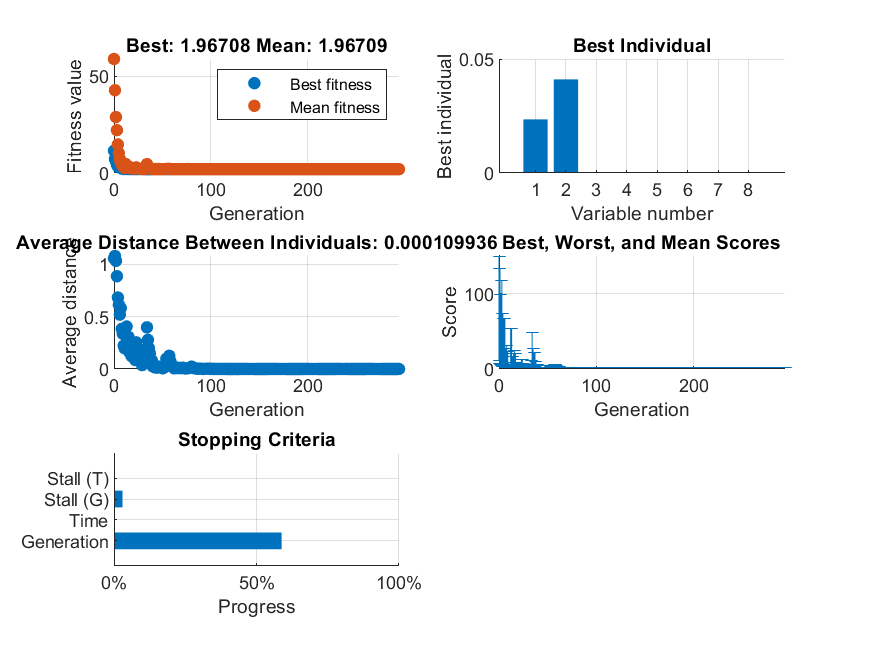 Best: 1.96708 Mean: 1.96709
Fitness value
50
0
Best fitness
Mean fitness
0 100 200
Generation
Best Individual
Best individual
0.05
0
1 2 3 4 5 6 7 8
Variable number
Average Distance Between Individuals: 0.000109936
Average distance
1
0.5
0
0 100 200
Generation
Best, Worst, and Mean Scores
Score
100
0
0 100 200
Generation
Stopping Criteria
Stall (T)
Stall (G)
Time
Generation
0% 50% 100%
Progress